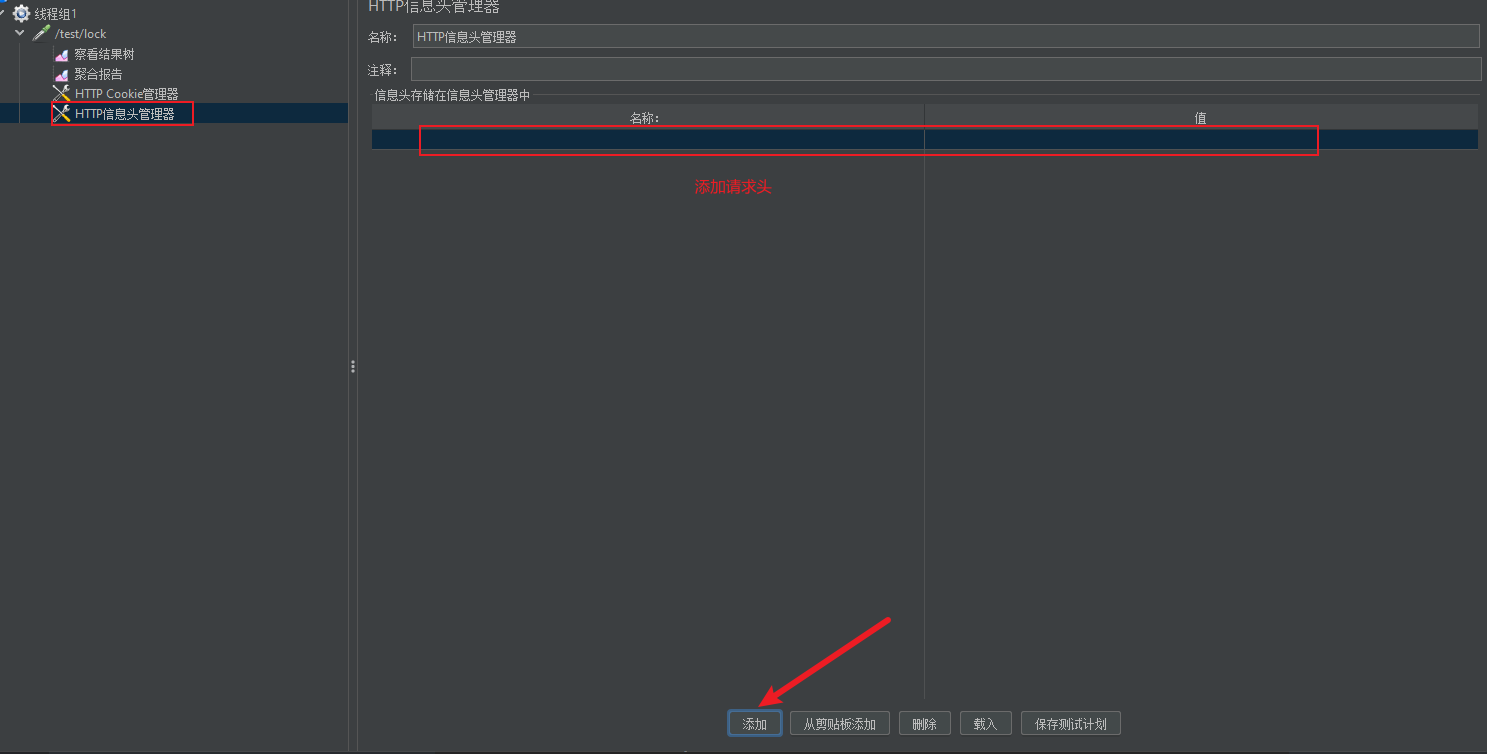 线程组1
/test/lock
察看结果树
聚合报告
HTTP Cookie管理器
HTTP信息头管理器
HTTP信息头管理器
名称： HTTP信息头管理器
注释：
信息头存储在信息头管理器中
名称： 值
添加请求头
添加 从剪贴板添加 删除 载入 保存测试计划